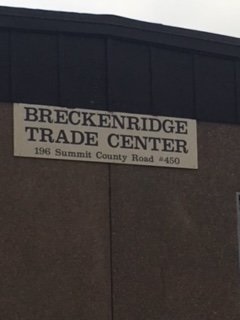 BRECKENRIDGE
TRADE CENTER
196 Summit County Road #450